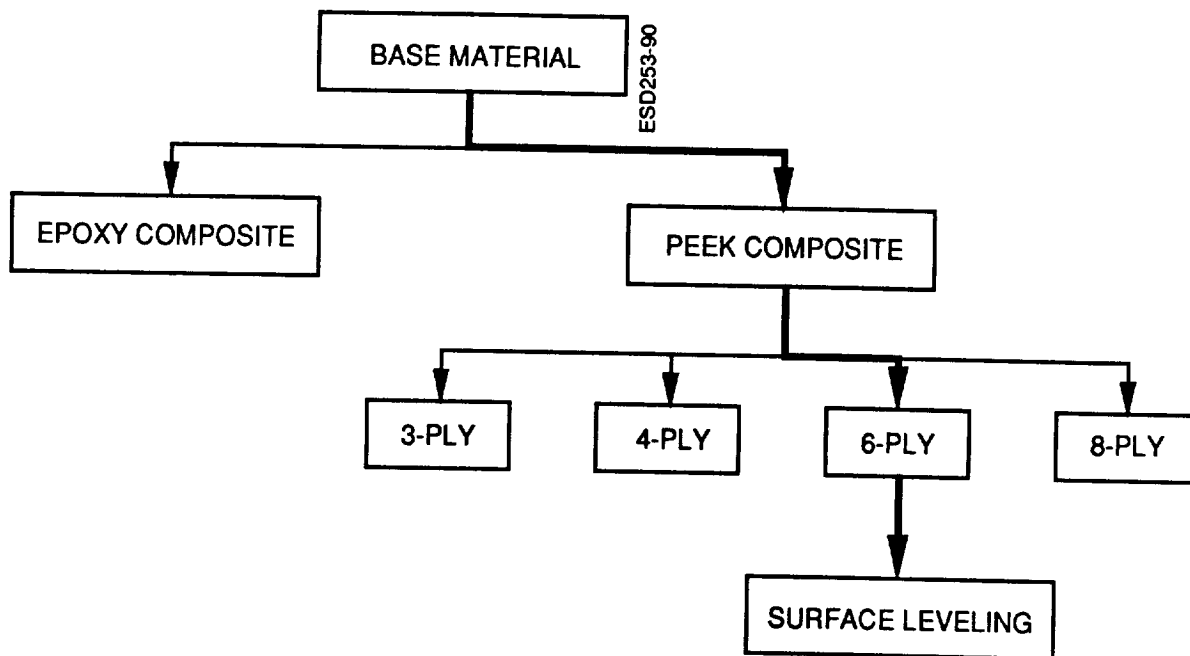 BASE MATERIAL
ESD253-90
EPOXY COMPOSITE
PEEK COMPOSITE
3-PLY
4-PLY
6-PLY
8-PLY
SURFACE LEVELING